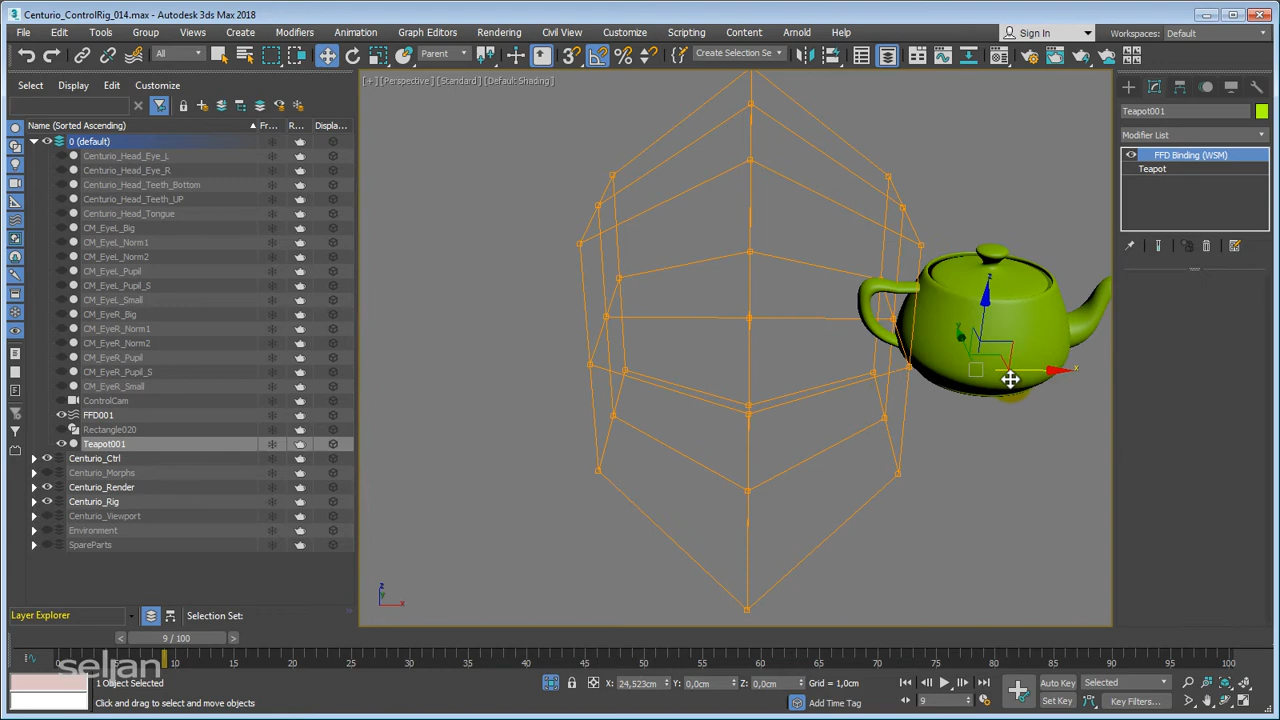 Centurio_ControlRig_014.max - Autodesk 3ds Max 2018
File Edit Tools Group Views Create Modifiers Animation Graph Editors Rendering Civil View Customize Scripting Content Arnold Help Sign In Workspaces: Default
All Parent Create Selection Se
Select Display Edit Customize
[+] [Perspective] [Standard] [Default Shading]
Name (Sorted Ascending) Fr... R... Displa...
0 (default)
Centurio_Head_Eye_L
Centurio_Head_Eye_R
Centurio_Head_Teeth_Bottom
Centurio_Head_Teeth_UP
Centurio_Head_Tongue
CM_EyeL_Big
CM_EyeL_Norm1
CM_EyeL_Norm2
CM_EyeL_Pupil
CM_EyeL_Pupil_S
CM_EyeL_Small
CM_EyeR_Big
CM_EyeR_Norm1
CM_EyeR_Norm2
CM_EyeR_Pupil
CM_EyeR_Pupil_S
CM_EyeR_Small
ControlCam
FFD001
Rectangle020
Teapot001
Centurio_Ctrl
Centurio_Morphs
Centurio_Render
Centurio_Rig
Centurio_Viewport
Environment
SpareParts
Teapot001
Modifier List
FFD Binding (WSM)
Teapot
z
y
x
z
y
x
Layer Explorer Selection Set:
< 9 / 100 >
10 15 20 25 30 35 40 45 50 55 60 65 70 75 80 85 90 95 100
seljan
1 Object Selected X: 24,523cm Y: 0,0cm Z: 0,0cm Grid = 1,0cm Auto Key Selected
Click and drag to select and move objects Add Time Tag 9 Set Key Key Filters...